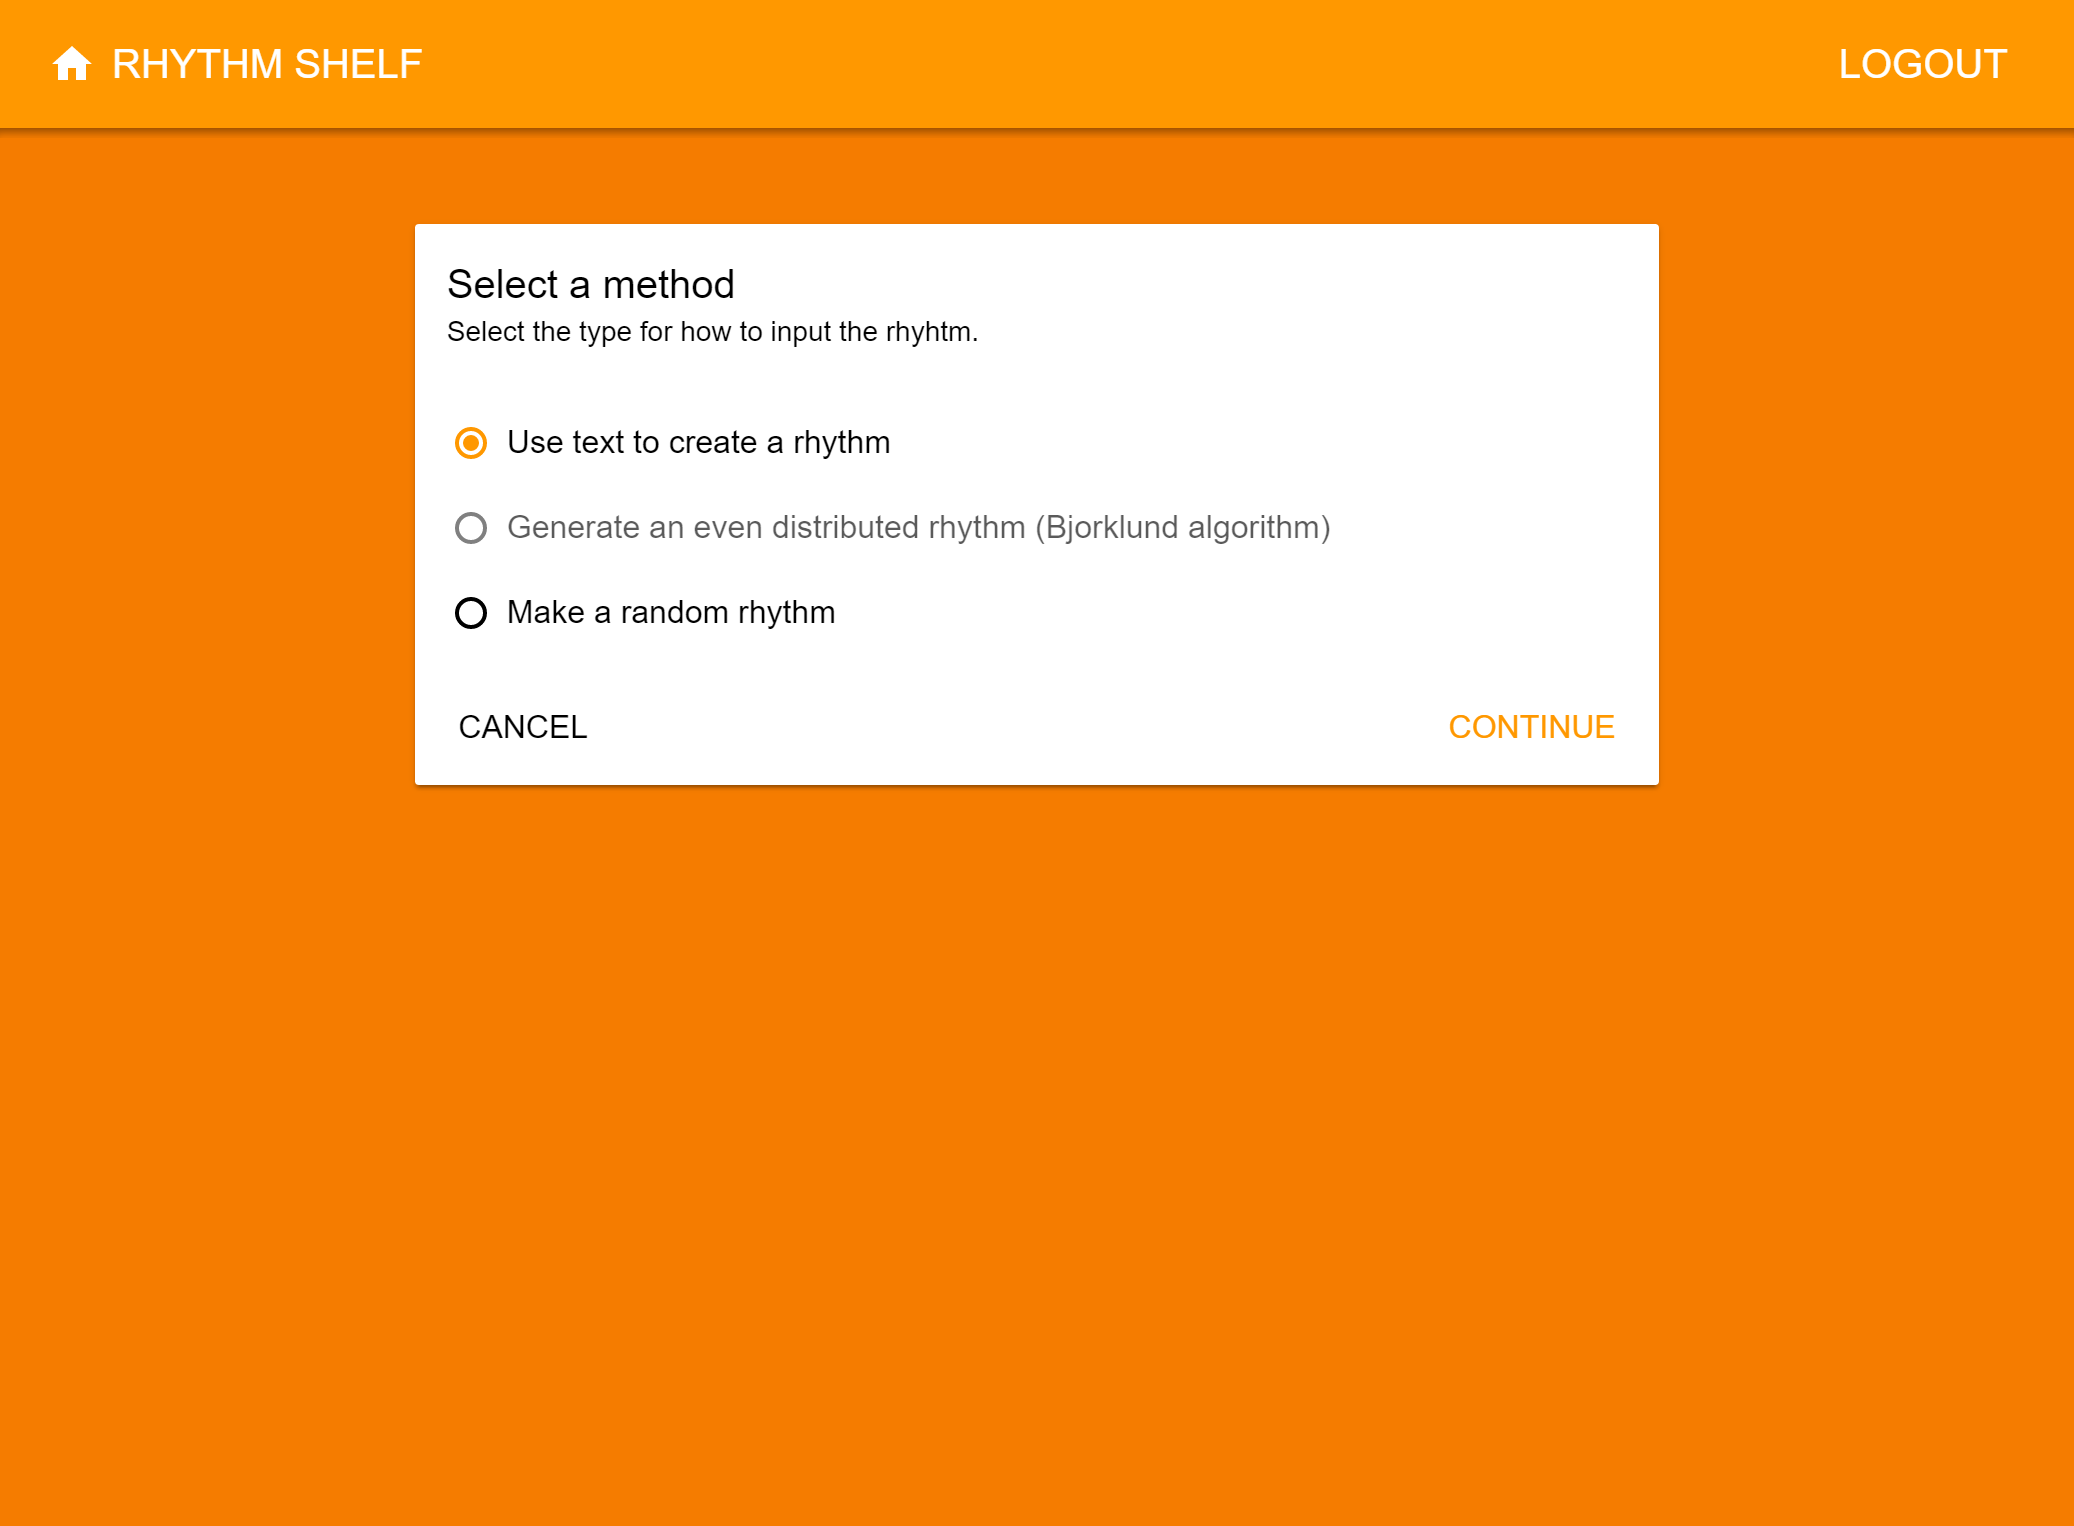 RHYTHM SHELF
LOGOUT
Select a method
Select the type for how to input the rhyhtm.
Use text to create a rhythm
Generate an even distributed rhythm (Bjorklund algorithm)
Make a random rhythm
CANCEL
CONTINUE